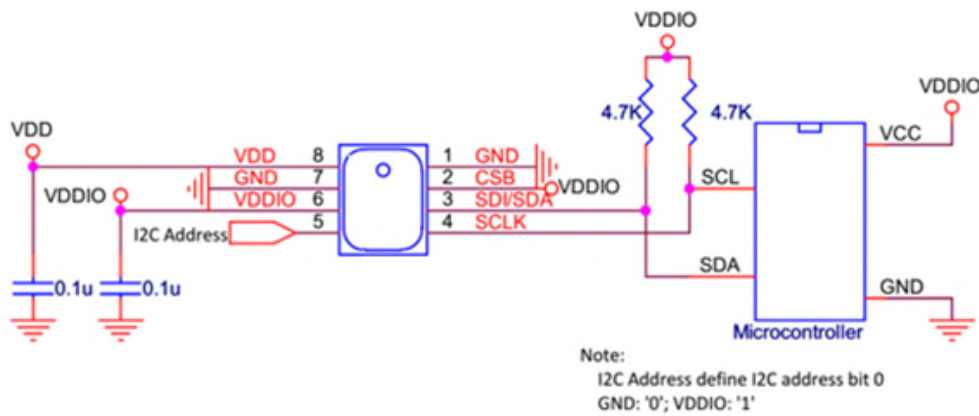 VDDIO
4.7K
4.7K
VDDIO
VDD
VCC
VDD 8
1 GND
GND 7
2 CSB
VDDIO
SCL
VDDIO
VDDIO 6
3 SDI/SDA
I2C Address
5
4 SCLK
SDA
0.1u
0.1u
GND
Microcontroller
Note:
I2C Address define I2C address bit 0
GND: '0'; VDDIO: '1'